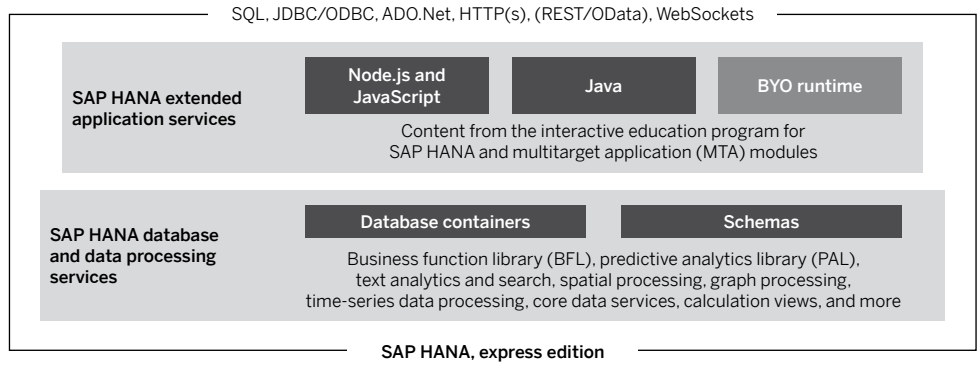 SQL, JDBC/ODBC, ADO.Net, HTTP(s), (REST/OData), WebSockets
SAP HANA extended
application services
Node.js and
JavaScript
Java
BYO runtime
Content from the interactive education program for
SAP HANA and multitarget application (MTA) modules
SAP HANA database
and data processing
services
Database containers
Schemas
Business function library (BFL), predictive analytics library (PAL),
text analytics and search, spatial processing, graph processing,
time-series data processing, core data services, calculation views, and more
SAP HANA, express edition